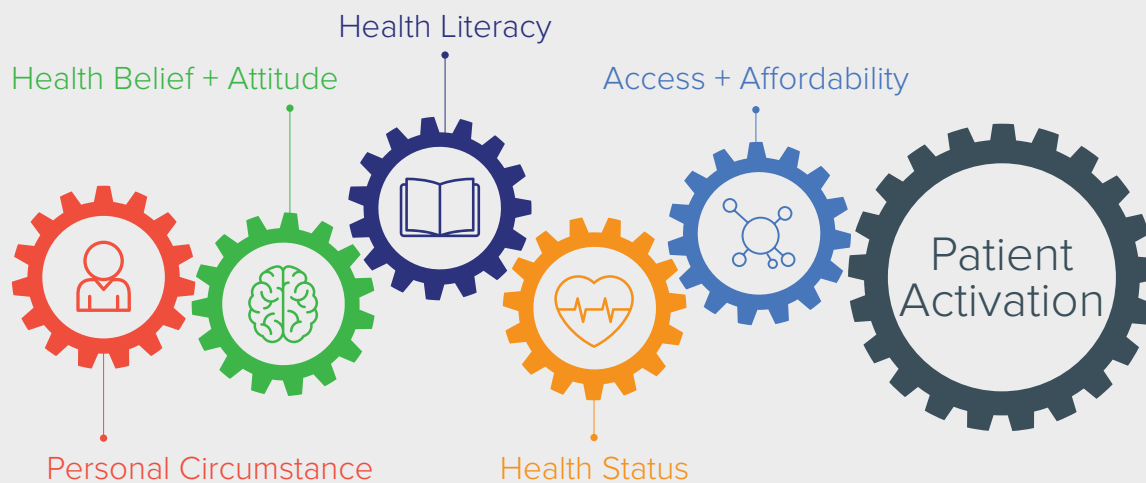 Health Literacy
Health Belief + Attitude
Access + Affordability
Patient
Activation
Personal Circumstance
Health Status